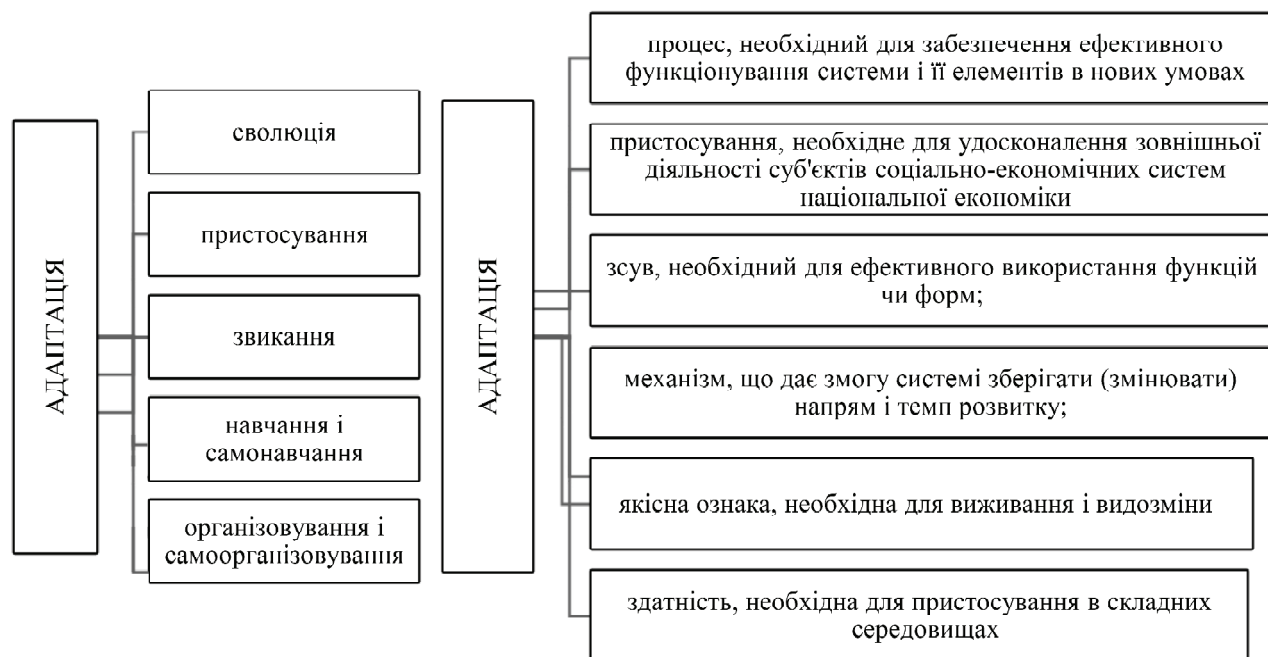 АДАПТАЦІЯ
еволюція
пристосування
звикання
навчання і
самонавчання
організовування і
самоорганізовування
АДАПТАЦІЯ
процес, необхідний для забезпечення ефективного
функціонування системи і її елементів в нових умовах
пристосування, необхідне для удосконалення зовнішньої
діяльності суб'єктів соціально-економічних систем
національної економіки
зсув, необхідний для ефективного використання функцій
чи форм;
механізм, що дає змогу системі зберігати (змінювати)
напрям і темп розвитку;
якісна ознака, необхідна для виживання і видозміни
здатність, необхідна для пристосування в складних
середовищах